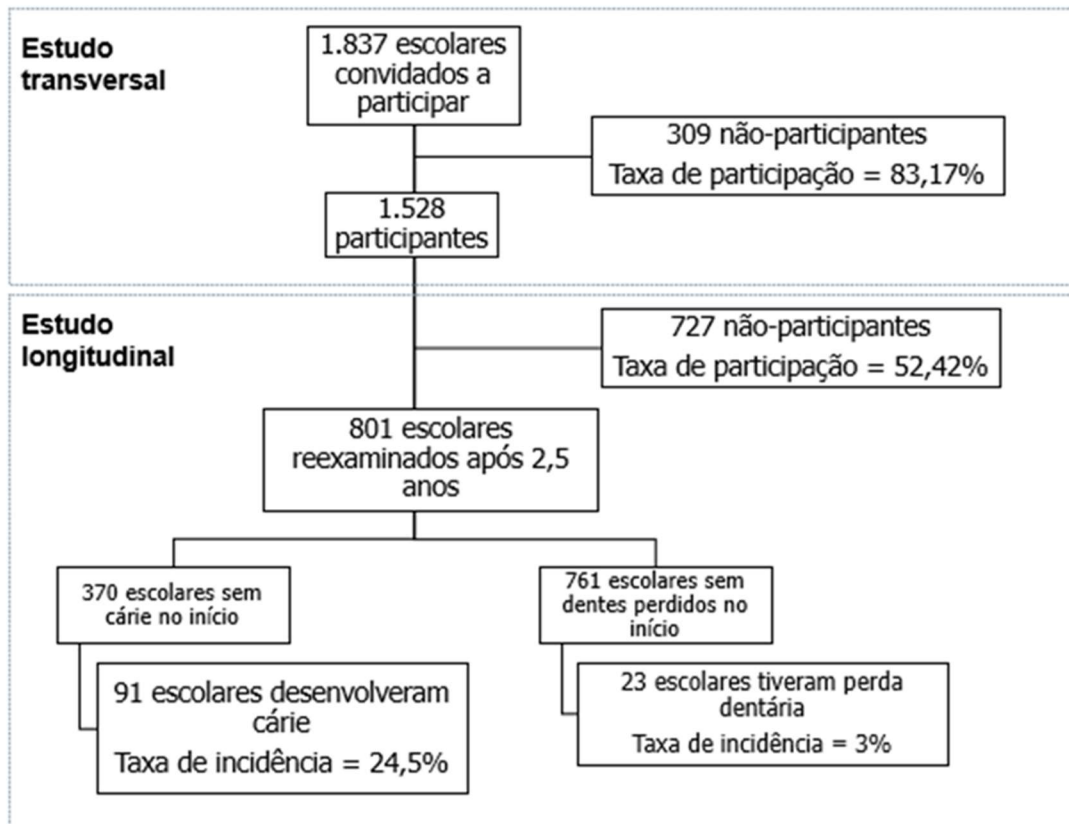 Estudo
transversal
1.837 escolares
convidados a
participar
309 não-participantes
Taxa de participação = 83,17%
1.528
participantes
Estudo
longitudinal
727 não-participantes
Taxa de participação = 52,42%
801 escolares
reexaminados após 2,5
anos
370 escolares sem
cárie no início
761 escolares sem
dentes perdidos no
início
91 escolares desenvolveram
cárie
Taxa de incidência = 24,5%
23 escolares tiveram perda
dentária
Taxa de incidência = 3%